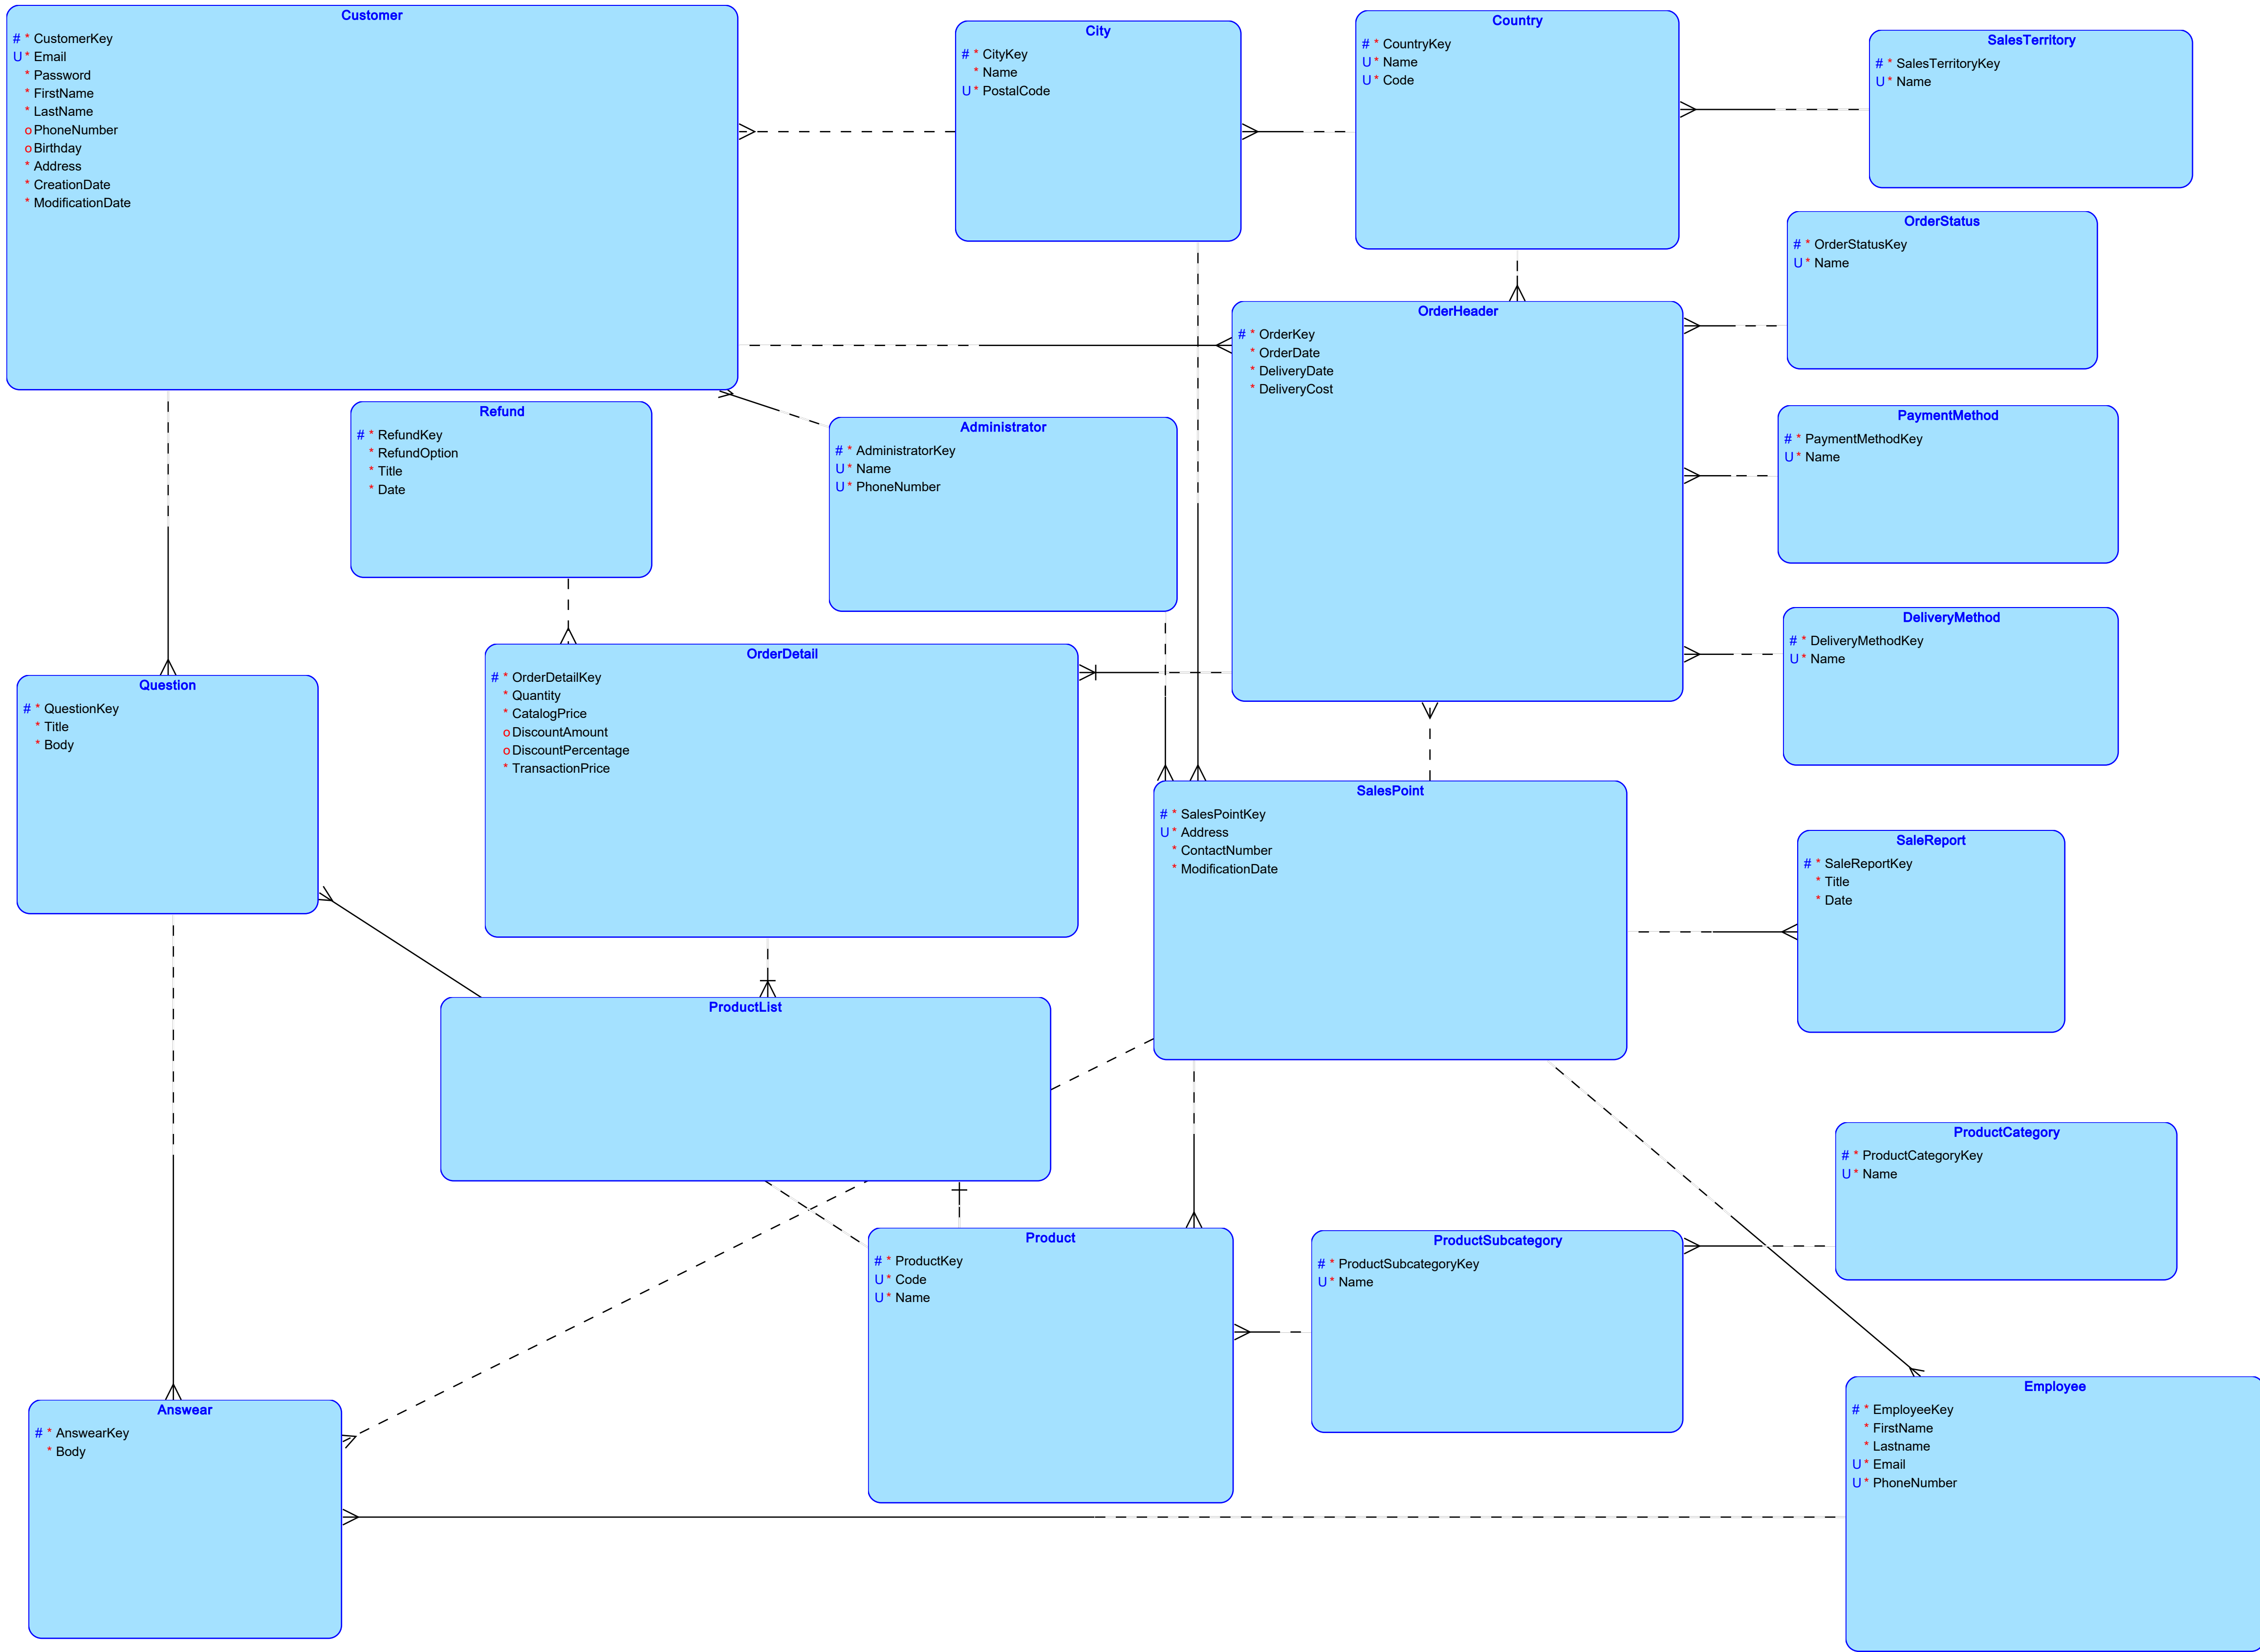 Customer
# * CustomerKey
U * Email
* Password
* FirstName
* LastName
o PhoneNumber
o Birthday
* Address
* CreationDate
* ModificationDate
City
# * CityKey
* Name
U * PostalCode
Country
# * CountryKey
U * Name
U * Code
SalesTerritory
# * SalesTerritoryKey
U * Name
OrderStatus
# * OrderStatusKey
U * Name
OrderHeader
# * OrderKey
* OrderDate
* DeliveryDate
* DeliveryCost
Refund
# * RefundKey
* RefundOption
* Title
* Date
Administrator
# * AdministratorKey
U * Name
U * PhoneNumber
PaymentMethod
# * PaymentMethodKey
U * Name
DeliveryMethod
# * DeliveryMethodKey
U * Name
OrderDetail
# * OrderDetailKey
* Quantity
* CatalogPrice
o DiscountAmount
o DiscountPercentage
* TransactionPrice
Question
# * QuestionKey
* Title
* Body
SalesPoint
# * SalesPointKey
U * Address
* ContactNumber
* ModificationDate
SaleReport
# * SaleReportKey
* Title
* Date
ProductList
ProductCategory
# * ProductCategoryKey
U * Name
Product
# * ProductKey
U * Code
U * Name
ProductSubcategory
# * ProductSubcategoryKey
U * Name
Answear
# * AnswearKey
* Body
Employee
# * EmployeeKey
* FirstName
* Lastname
U * Email
U * PhoneNumber